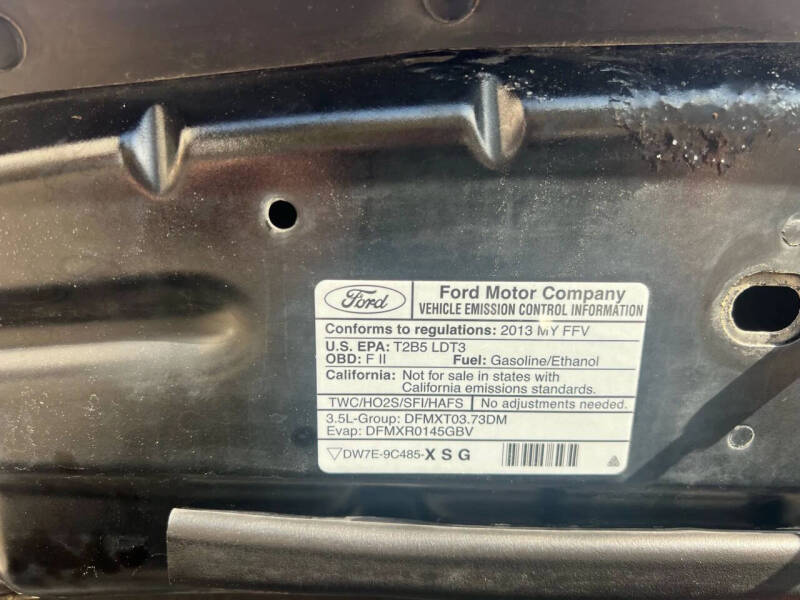 Ford
Ford Motor Company
VEHICLE EMISSION CONTROL INFORMATION
Conforms to regulations: 2013 MY FFV
U.S. EPA: T2B5 LDT3
OBD: F II Fuel: Gasoline/Ethanol
California: Not for sale in states with
California emissions standards.
TWC/HO2S/SFI/HAFS No adjustments needed.
3.5L-Group: DFMXT03.73DM
Evap: DFMXR0145GBV
▽DW7E-9C485-X S G